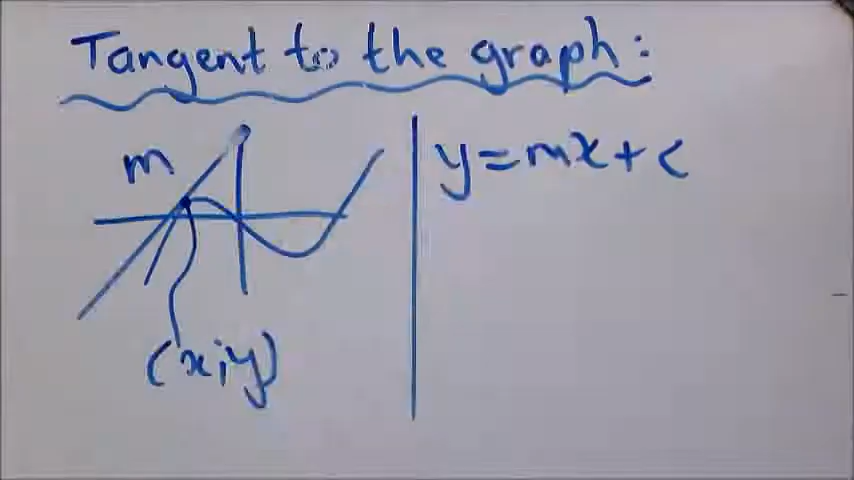 Tangent to the graph:
m
(x;y)
y=mx+c